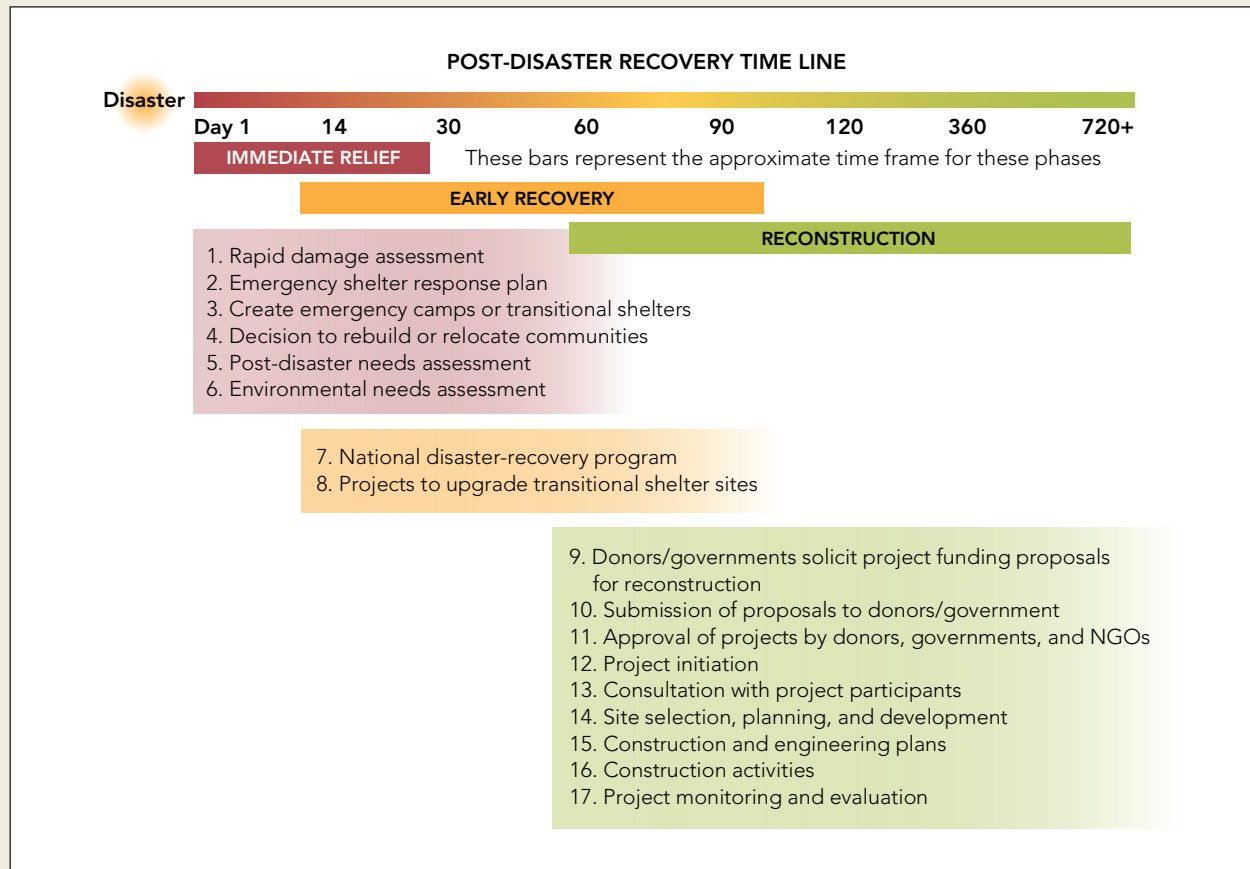 POST-DISASTER RECOVERY TIME LINE
Disaster
Day 1 14 30 60 90 120 360 720+
IMMEDIATE RELIEF These bars represent the approximate time frame for these phases
EARLY RECOVERY
RECONSTRUCTION
1. Rapid damage assessment
2. Emergency shelter response plan
3. Create emergency camps or transitional shelters
4. Decision to rebuild or relocate communities
5. Post-disaster needs assessment
6. Environmental needs assessment
7. National disaster-recovery program
8. Projects to upgrade transitional shelter sites
9. Donors/governments solicit project funding proposals
for reconstruction
10. Submission of proposals to donors/government
11. Approval of projects by donors, governments, and NGOs
12. Project initiation
13. Consultation with project participants
14. Site selection, planning, and development
15. Construction and engineering plans
16. Construction activities
17. Project monitoring and evaluation